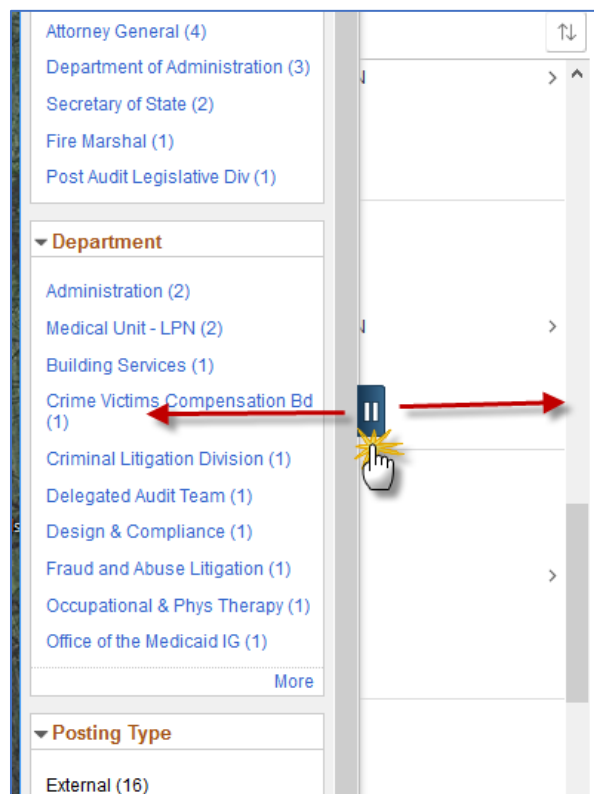 Attorney General (4)
Department of Administration (3)
Secretary of State (2)
Fire Marshal (1)
Post Audit Legislative Div (1)
Department
Administration (2)
Medical Unit - LPN (2)
Building Services (1)
Crime Victims Compensation Bd
(1)
Criminal Litigation Division (1)
Delegated Audit Team (1)
Design & Compliance (1)
Fraud and Abuse Litigation (1)
Occupational & Phys Therapy (1)
Office of the Medicaid IG (1)
More
Posting Type
External (16)